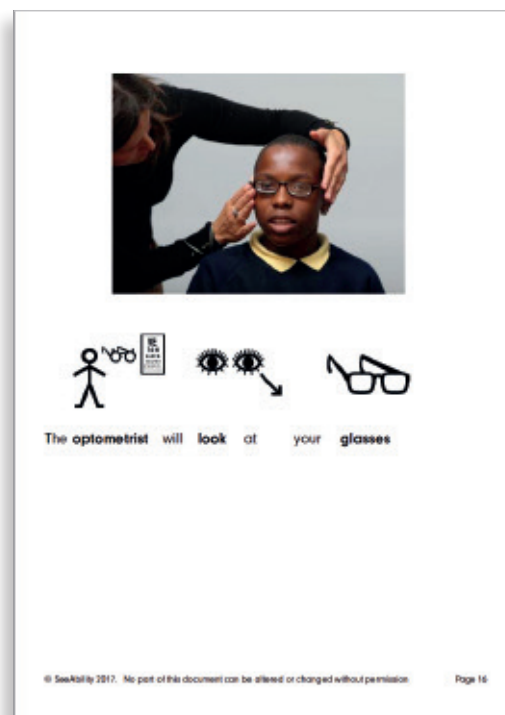 The optometrist will look at your glasses
© SeeAbility 2017. No part of this document can be altered or changed without permission Page 16